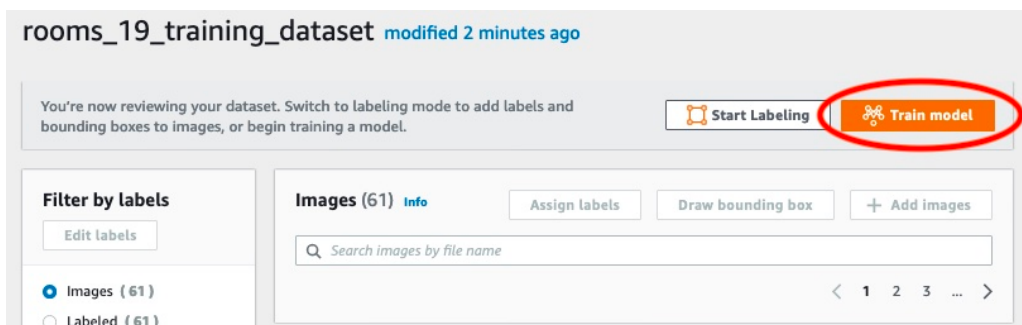 rooms_19_training_dataset modified 2 minutes ago
You're now reviewing your dataset. Switch to labeling mode to add labels and
bounding boxes to images, or begin training a model.
Start Labeling
Train model
Filter by labels
Edit labels
Images (61)
Labeled (61)
Images (61) Info
Assign labels
Draw bounding box
+ Add images
Search images by file name
< 1 2 3 ... >